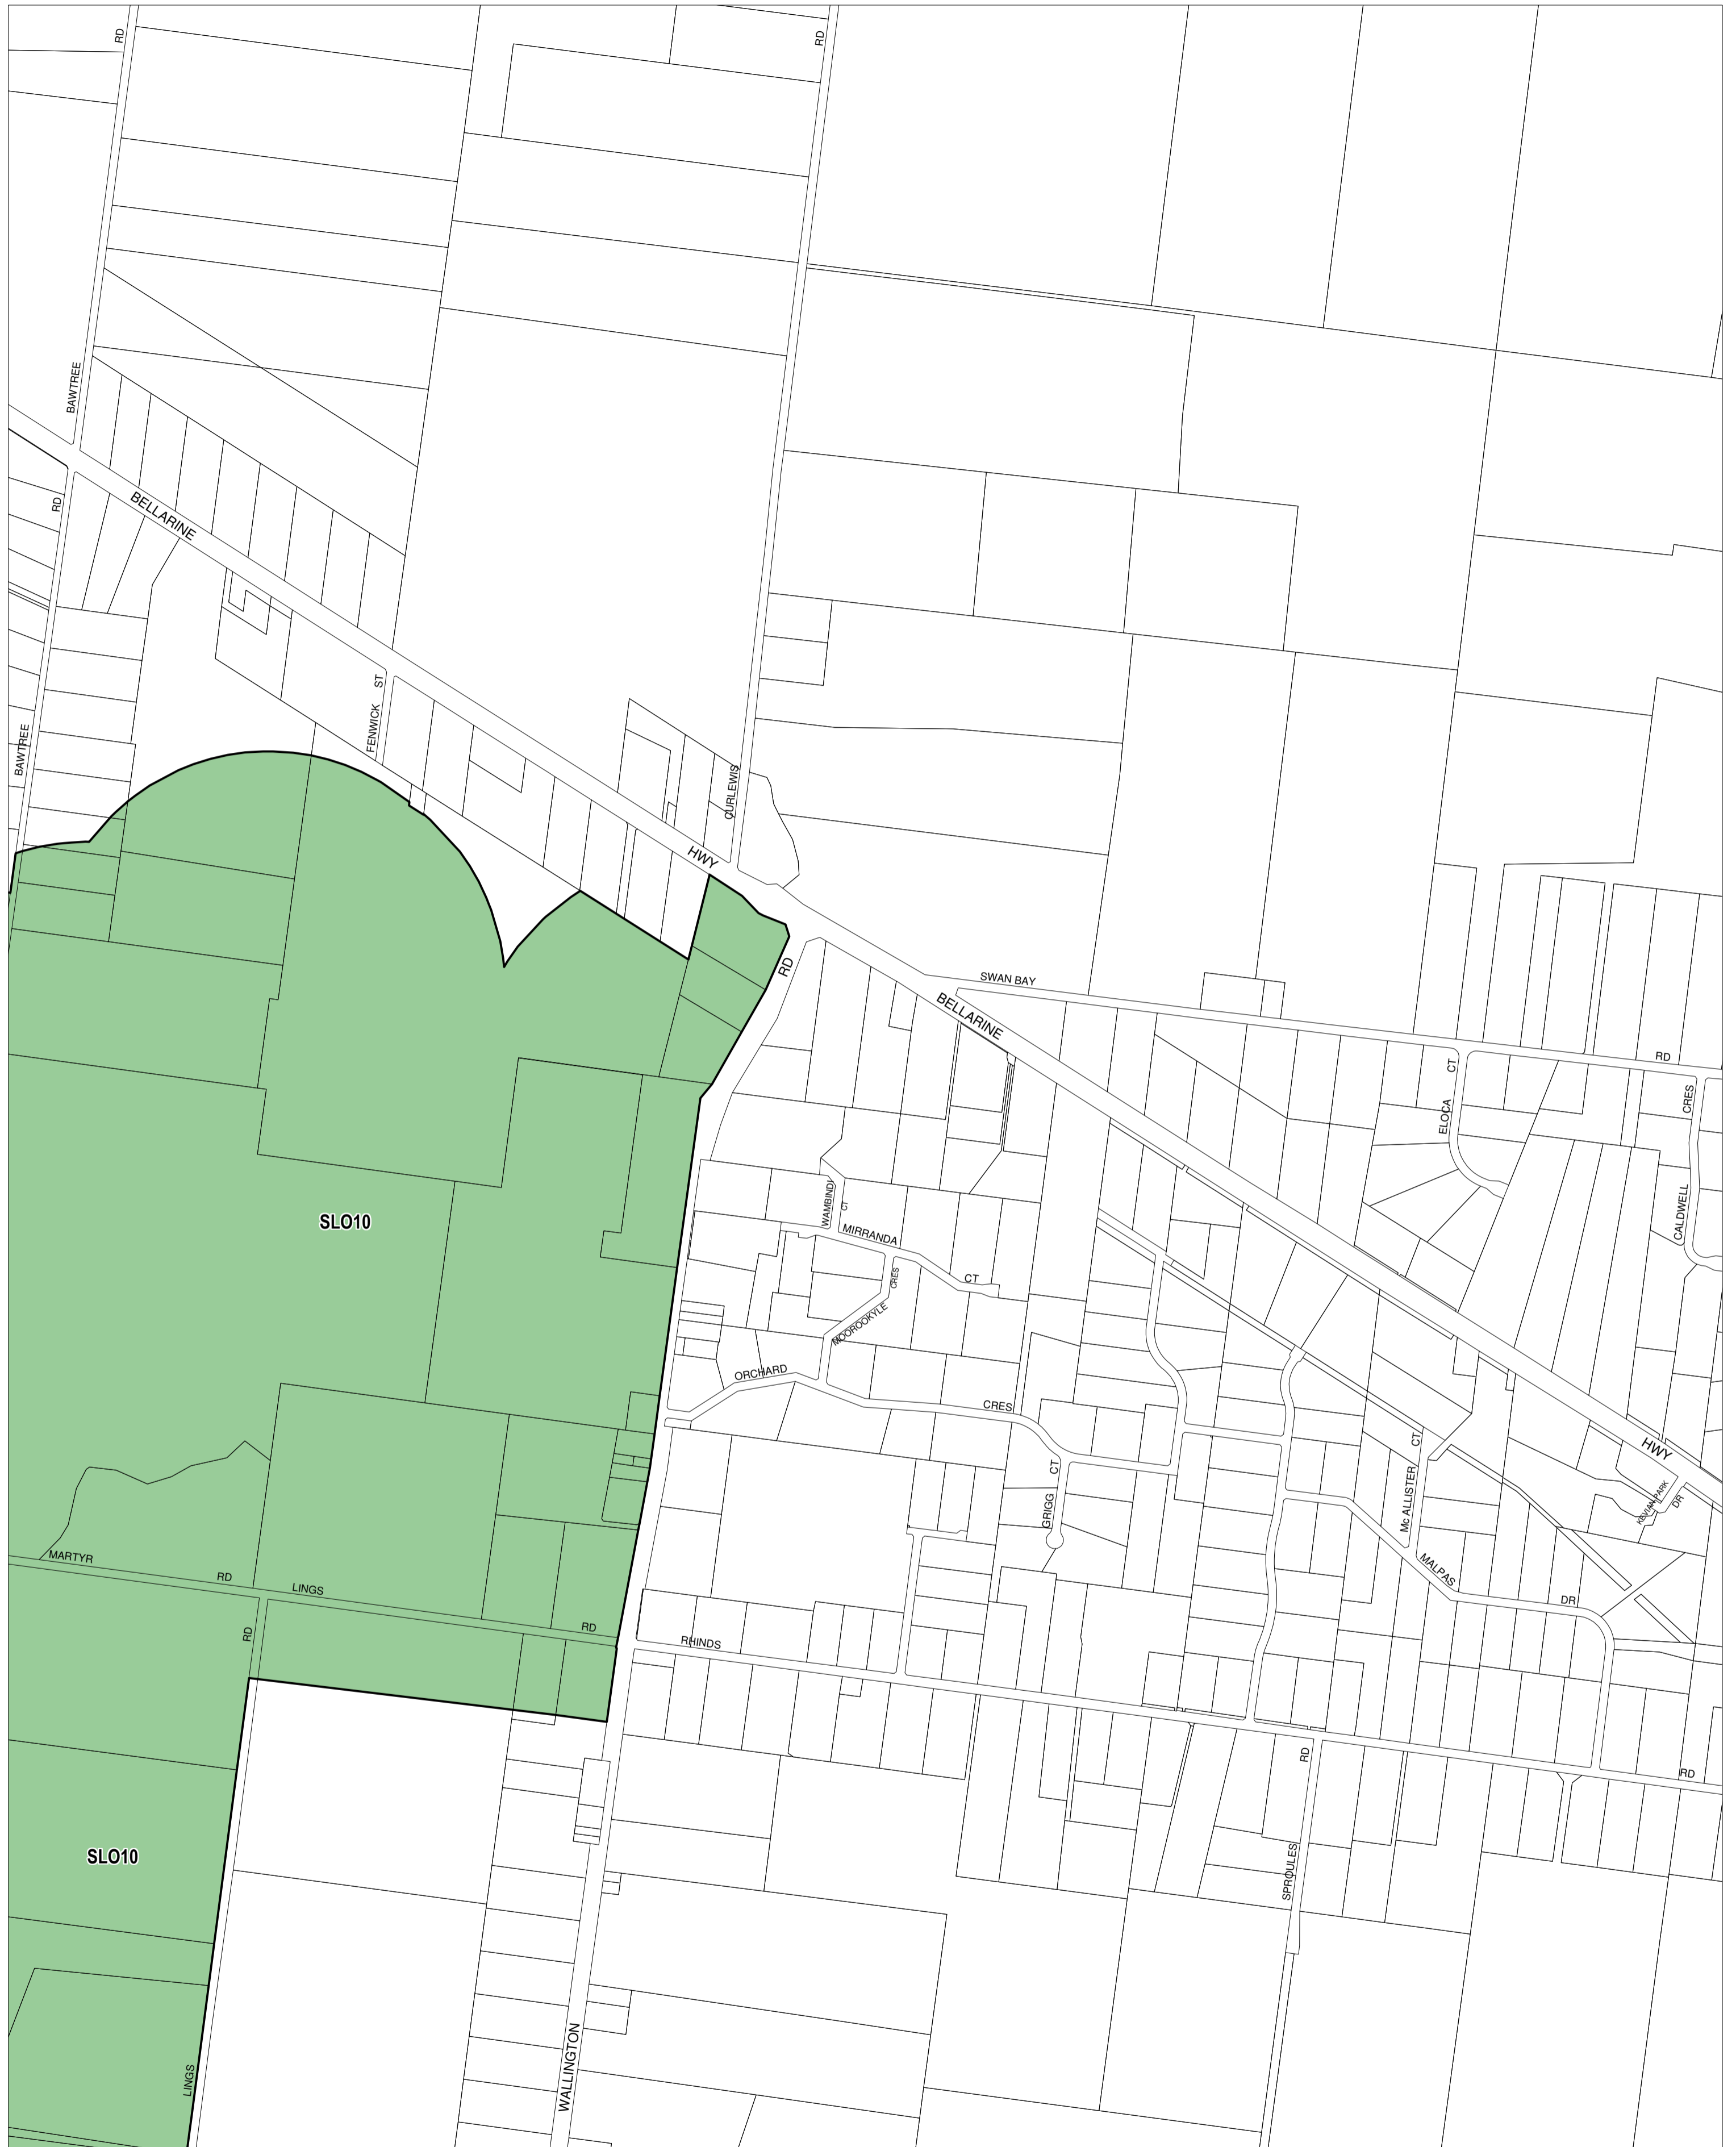 RD
RD
BAWTREE
RD
BELLARINE
FENWICK ST
BAWTREE
CURLEWIS
HWY
RD
SWAN BAY
BELLARINE
RD
ELOCA CT
CRES
CALDWELL
WAMBINDI
CT
MIRRANDA
CT
CRES
MOOROOKYLE
SLO10
ORCHARD
CRES
GRIGG CT
Mc ALLISTER CT
HWY
KEVIAN PARK
DR
MARTYR
RD
LINGS
RD
RD
RHINDS
MALPAS
DR
RD
RD
SPROULES
SLO10
LINGS
WALLINGTON